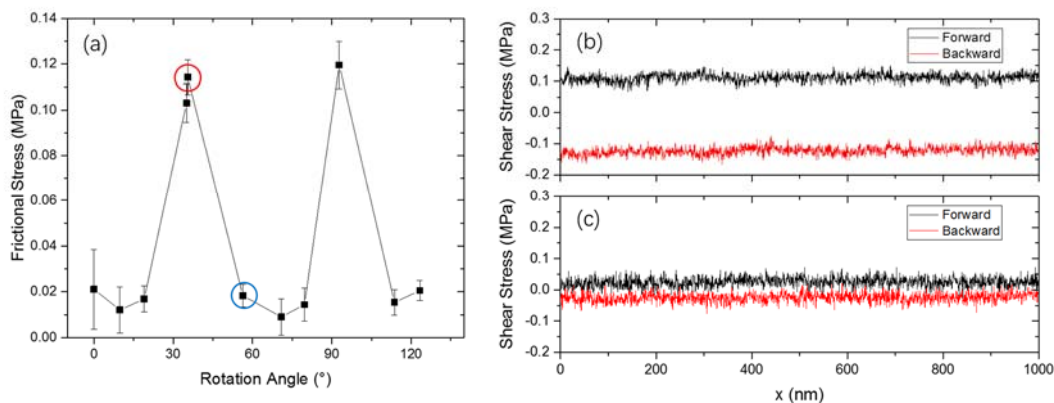 (a)
Frictional Stress (MPa)
0.14
0.12
0.10
0.08
0.06
0.04
0.02
0.00
0
30
60
90
120
Rotation Angle (°)
(b)
Shear Stress (MPa)
0.3
0.2
0.1
0.0
-0.1
-0.2
Forward
Backward
(c)
Shear Stress (MPa)
0.3
0.2
0.1
0.0
-0.1
-0.2
Forward
Backward
0
200
400
600
800
1000
x (nm)